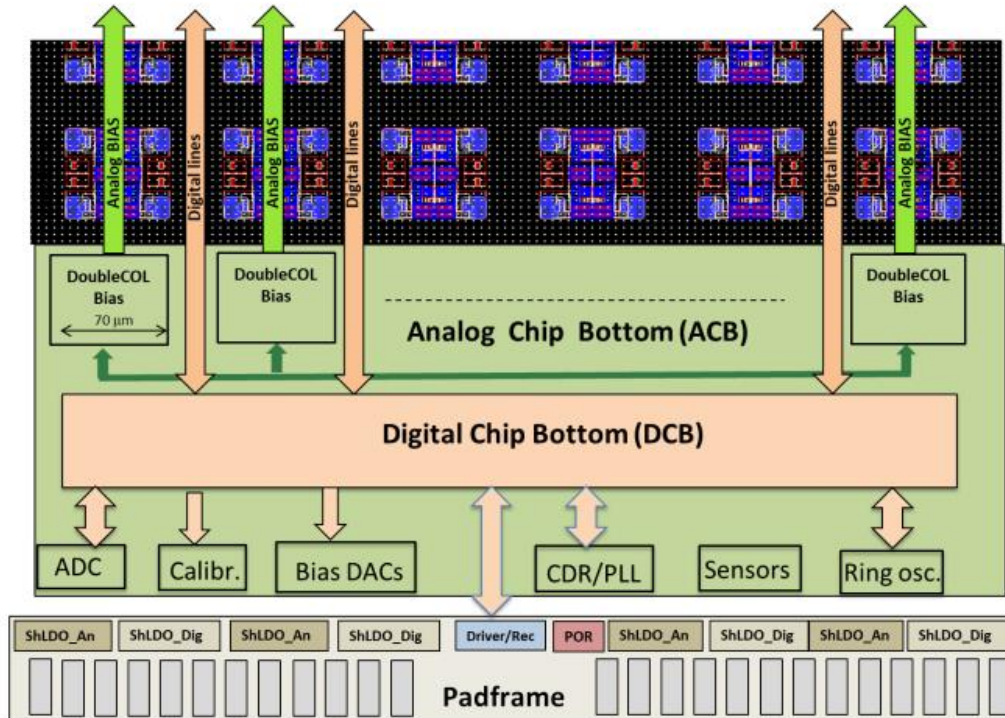 Analog BIAS
Digital lines
Analog BIAS
Digital lines
Digital lines
Analog BIAS
DoubleCOL
Bias
70 μm
DoubleCOL
Bias
DoubleCOL
Bias
Analog Chip Bottom (ACB)
Digital Chip Bottom (DCB)
ADC
Calibr.
Bias DACs
CDR/PLL
Sensors
Ring osc.
ShLDO_An
ShLDO_Dig
ShLDO_An
ShLDO_Dig
Driver/Rec
POR
ShLDO_An
ShLDO_Dig
ShLDO_An
ShLDO_Dig
Padframe